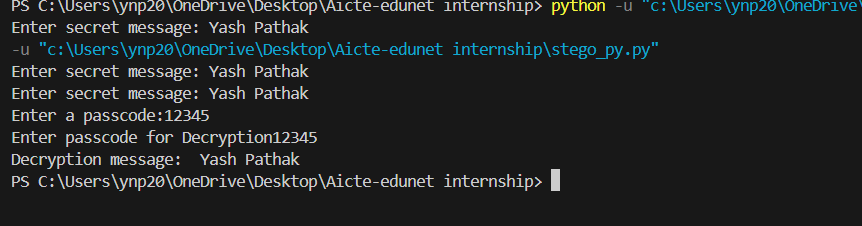 PS C:\Users\ynp20\OneDrive\Desktop\Aicte-edunet internship> python -u "c:\Users\ynp20\OneDrive\
Enter secret message: Yash Pathak
-u "c:\Users\ynp20\OneDrive\Desktop\Aicte-edunet internship\stego_py.py"
Enter secret message: Yash Pathak
Enter secret message: Yash Pathak
Enter a passcode:12345
Enter passcode for Decryption12345
Decryption message:  Yash Pathak
PS C:\Users\ynp20\OneDrive\Desktop\Aicte-edunet internship>